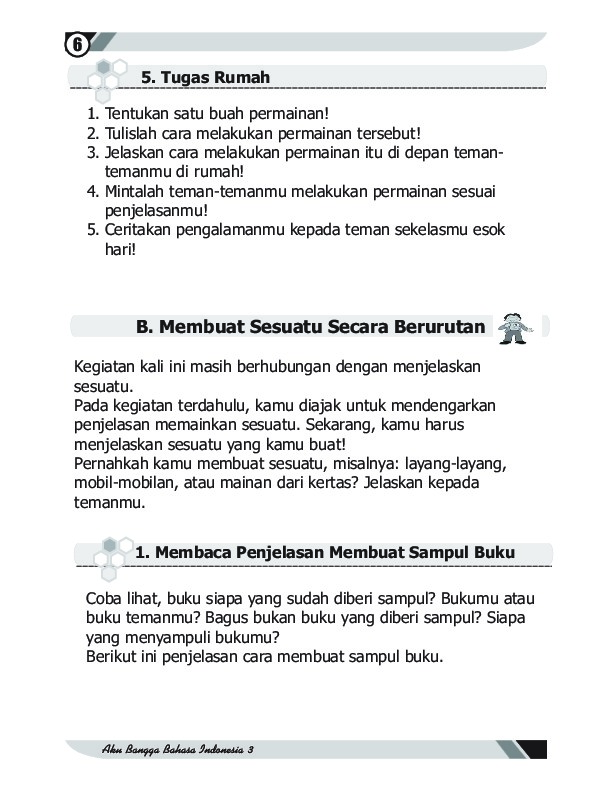 6
5. Tugas Rumah
1. Tentukan satu buah permainan!
2. Tulislah cara melakukan permainan tersebut!
3. Jelaskan cara melakukan permainan itu di depan teman-
temanmu di rumah!
4. Mintalah teman-temanmu melakukan permainan sesuai
penjelasanmu!
5. Ceritakan pengalamanmu kepada teman sekelasmu esok
hari!
B. Membuat Sesuatu Secara Berurutan
Kegiatan kali ini masih berhubungan dengan menjelaskan
sesuatu.
Pada kegiatan terdahulu, kamu diajak untuk mendengarkan
penjelasan memainkan sesuatu. Sekarang, kamu harus
menjelaskan sesuatu yang kamu buat!
Pernahkah kamu membuat sesuatu, misalnya: layang-layang,
mobil-mobilan, atau mainan dari kertas? Jelaskan kepada
temanmu.
1. Membaca Penjelasan Membuat Sampul Buku
Coba lihat, buku siapa yang sudah diberi sampul? Bukumu atau
buku temanmu? Bagus bukan buku yang diberi sampul? Siapa
yang menyampuli bukumu?
Berikut ini penjelasan cara membuat sampul buku.
Aku Bangga Bahasa Indonesia 3